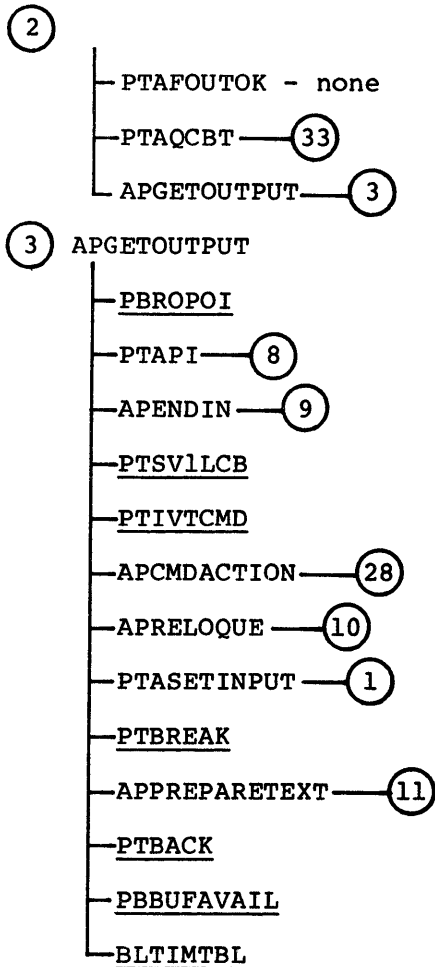 2
PTAFOUTOK - none
PTAQCBT 33
APGETOUTPUT 3
3 APGETOUTPUT
PBROPOI
PTAPI 8
APENDIN 9
PTSV1LCB
PTIVTCMD
APCMDACTION 28
APRELOQUE 10
PTASETINPUT 1
PTBREAK
APPREPARETEXT 11
PTBACK
PBBUFAVAIL
BLTIMTBL